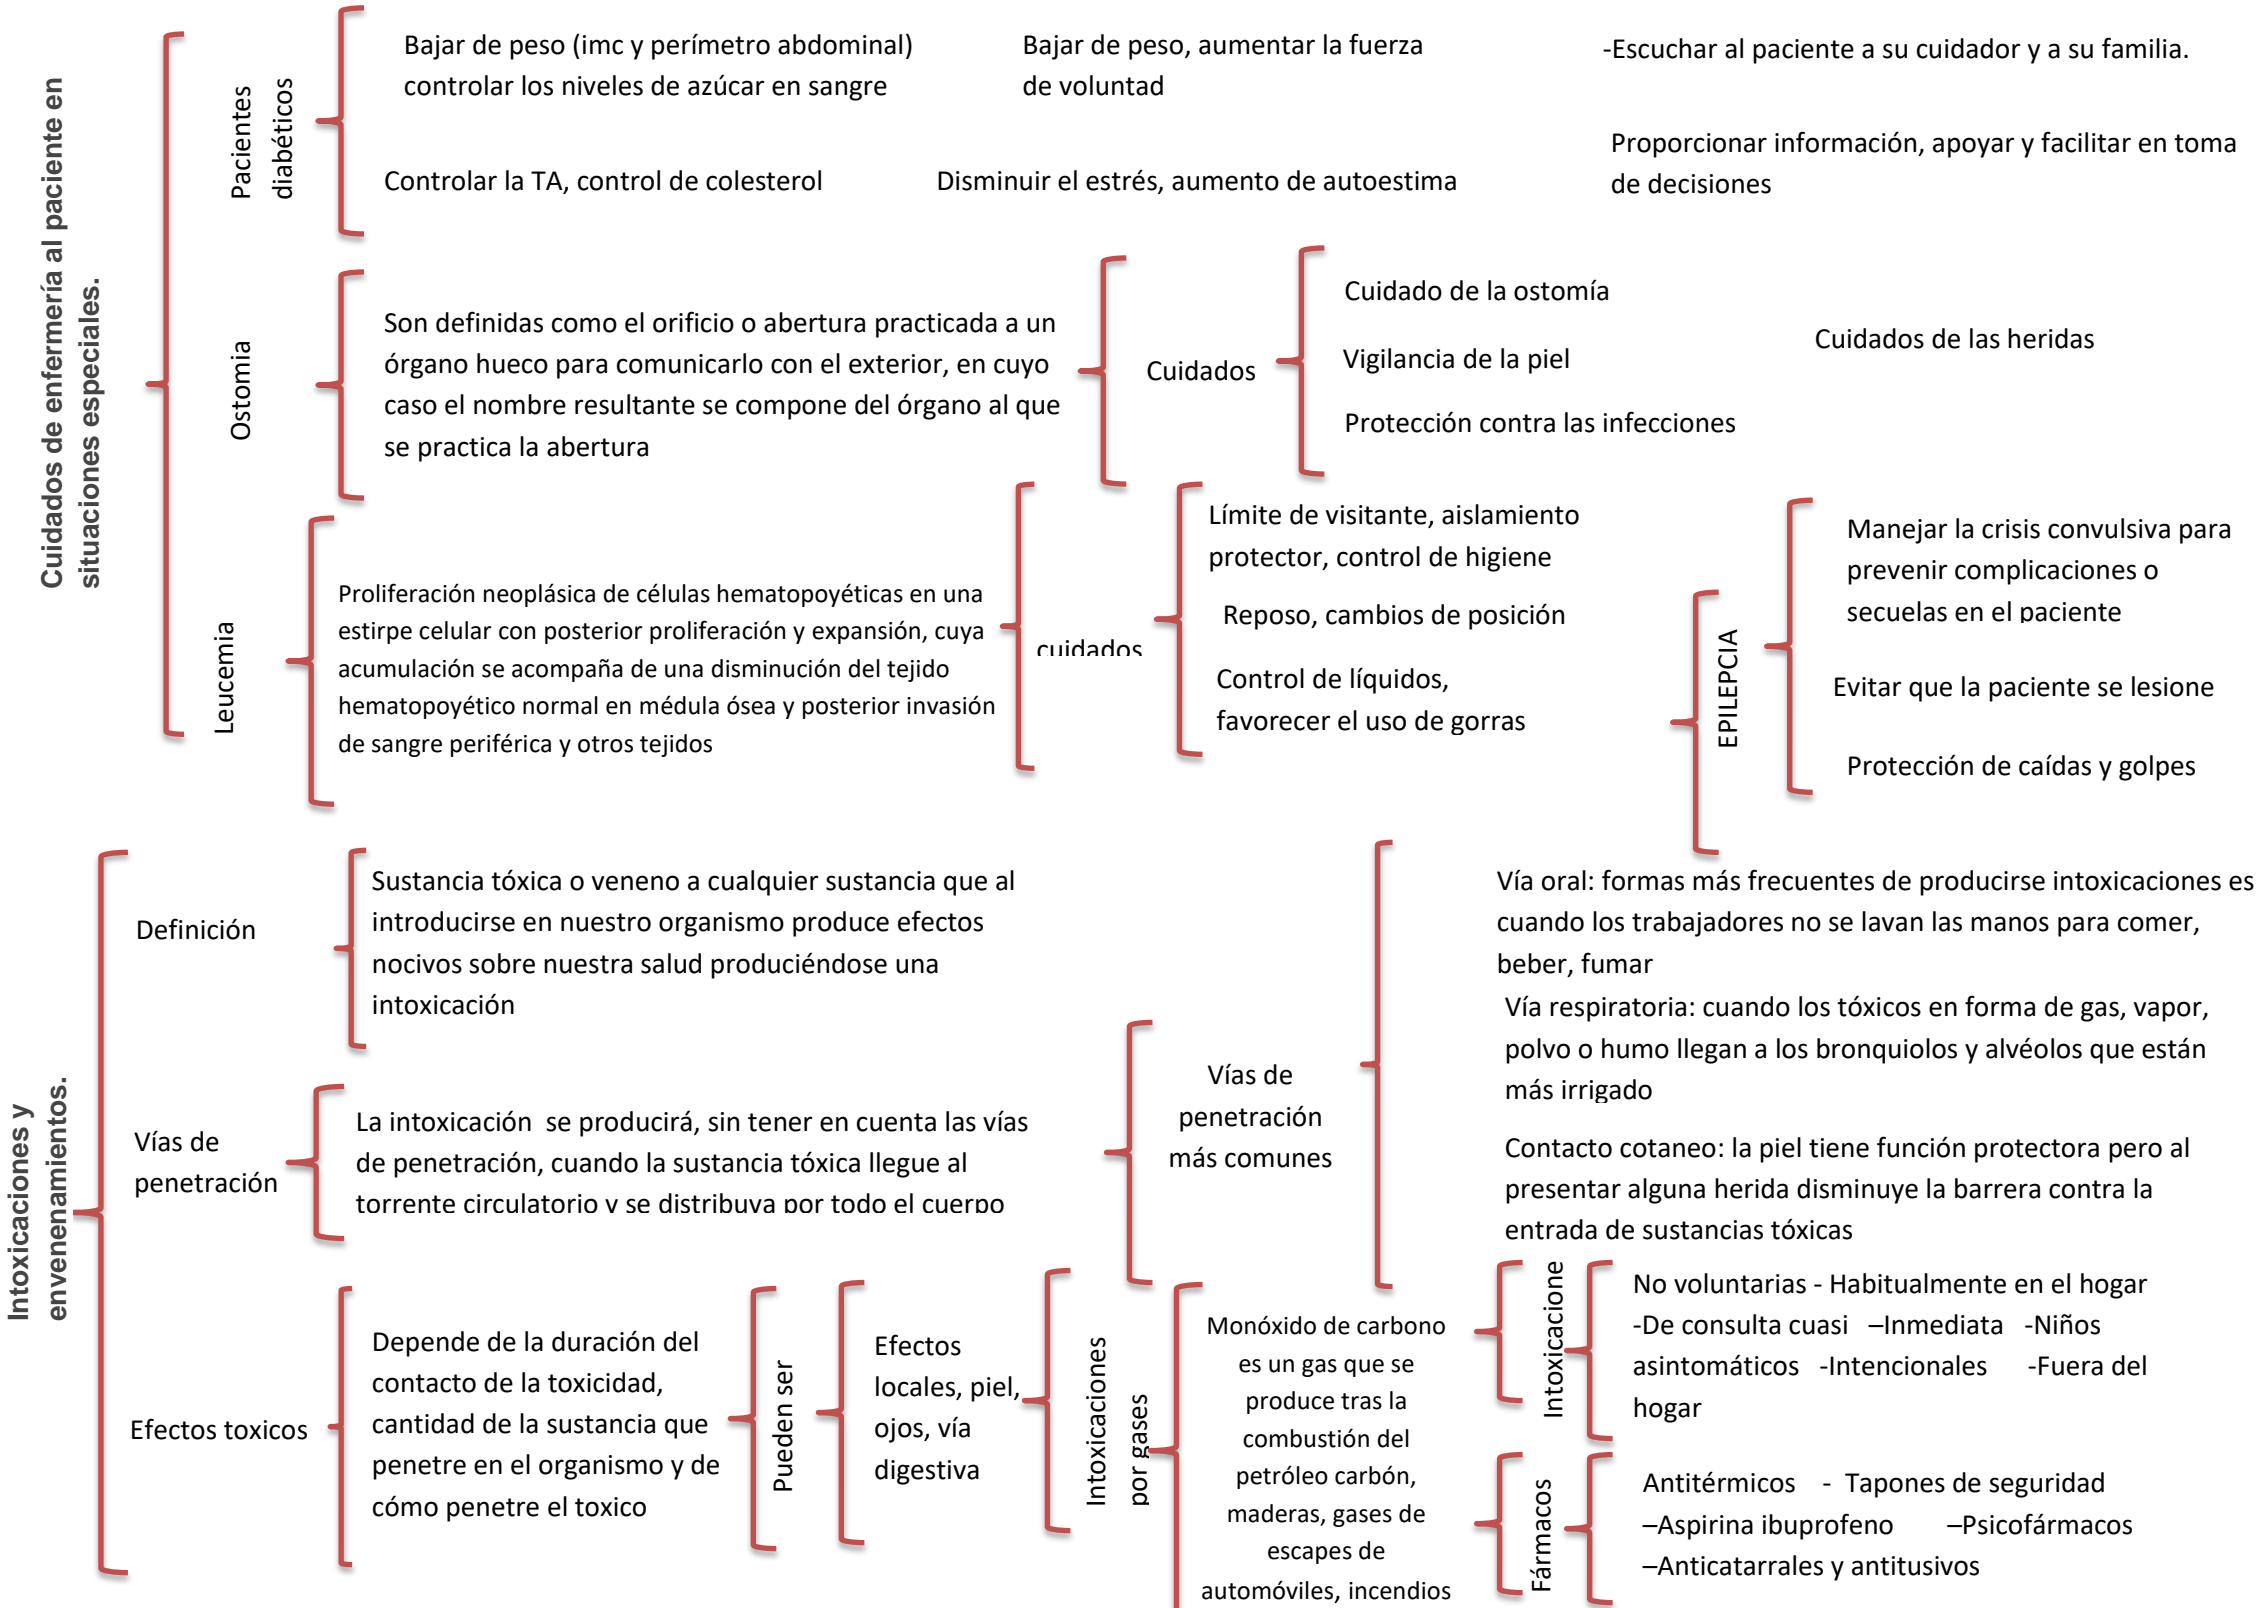 Cuidados de enfermería al paciente en
situaciones especiales.
Pacientes
diabéticos
Bajar de peso (imc y perímetro abdominal)
controlar los niveles de azúcar en sangre
Bajar de peso, aumentar la fuerza
de voluntad
-Escuchar al paciente a su cuidador y a su familia.
Controlar la TA, control de colesterol
Disminuir el estrés, aumento de autoestima
Proporcionar información, apoyar y facilitar en toma
de decisiones
Ostomia
Son definidas como el orificio o abertura practicada a un
órgano hueco para comunicarlo con el exterior, en cuyo
caso el nombre resultante se compone del órgano al que
se practica la abertura
Cuidados
Cuidado de la ostomía
Vigilancia de la piel
Protección contra las infecciones
Cuidados de las heridas
Leucemia
Proliferación neoplásica de células hematopoyéticas en una
estirpe celular con posterior proliferación y expansión, cuya
acumulación se acompaña de una disminución del tejido
hematopoyético normal en médula ósea y posterior invasión
de sangre periférica y otros tejidos
cuidados
Límite de visitante, aislamiento
protector, control de higiene
Reposo, cambios de posición
Control de líquidos,
favorecer el uso de gorras
EPILEPCIA
Manejar la crisis convulsiva para
prevenir complicaciones o
secuelas en el paciente
Evitar que la paciente se lesione
Protección de caídas y golpes
Intoxicaciones y
envenenamientos.
Definición
Sustancia tóxica o veneno a cualquier sustancia que al
introducirse en nuestro organismo produce efectos
nocivos sobre nuestra salud produciéndose una
intoxicación
Vías de
penetración
La intoxicación  se producirá, sin tener en cuenta las vías
de penetración, cuando la sustancia tóxica llegue al
torrente circulatorio y se distribuya por todo el cuerpo
Vías de
penetración
más comunes
Vía oral: formas más frecuentes de producirse intoxicaciones es
cuando los trabajadores no se lavan las manos para comer,
beber, fumar
Vía respiratoria: cuando los tóxicos en forma de gas, vapor,
polvo o humo llegan a los bronquiolos y alvéolos que están
más irrigado
Contacto cotaneo: la piel tiene función protectora pero al
presentar alguna herida disminuye la barrera contra la
entrada de sustancias tóxicas
Efectos toxicos
Depende de la duración del
contacto de la toxicidad,
cantidad de la sustancia que
penetre en el organismo y de
cómo penetre el toxico
Pueden ser
Efectos
locales, piel,
ojos, vía
digestiva
Intoxicaciones
por gases
Monóxido de carbono
es un gas que se
produce tras la
combustión del
petróleo carbón,
maderas, gases de
escapes de
automóviles, incendios
Intoxicacione
No voluntarias - Habitualmente en el hogar
-De consulta cuasi   –Inmediata   -Niños
asintomáticos   -Intencionales      -Fuera del
hogar
Fármacos
Antitérmicos    -  Tapones de seguridad
–Aspirina ibuprofeno       –Psicofármacos
–Anticatarrales y antitusivos